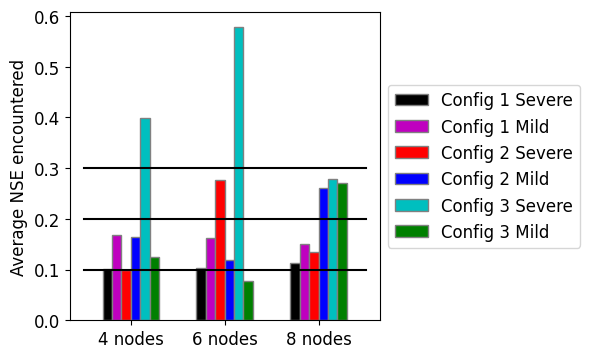 Average NSE encountered
0.6
0.5
0.4
0.3
0.2
0.1
0.0
4 nodes
6 nodes
8 nodes
Config 1 Severe
Config 1 Mild
Config 2 Severe
Config 2 Mild
Config 3 Severe
Config 3 Mild